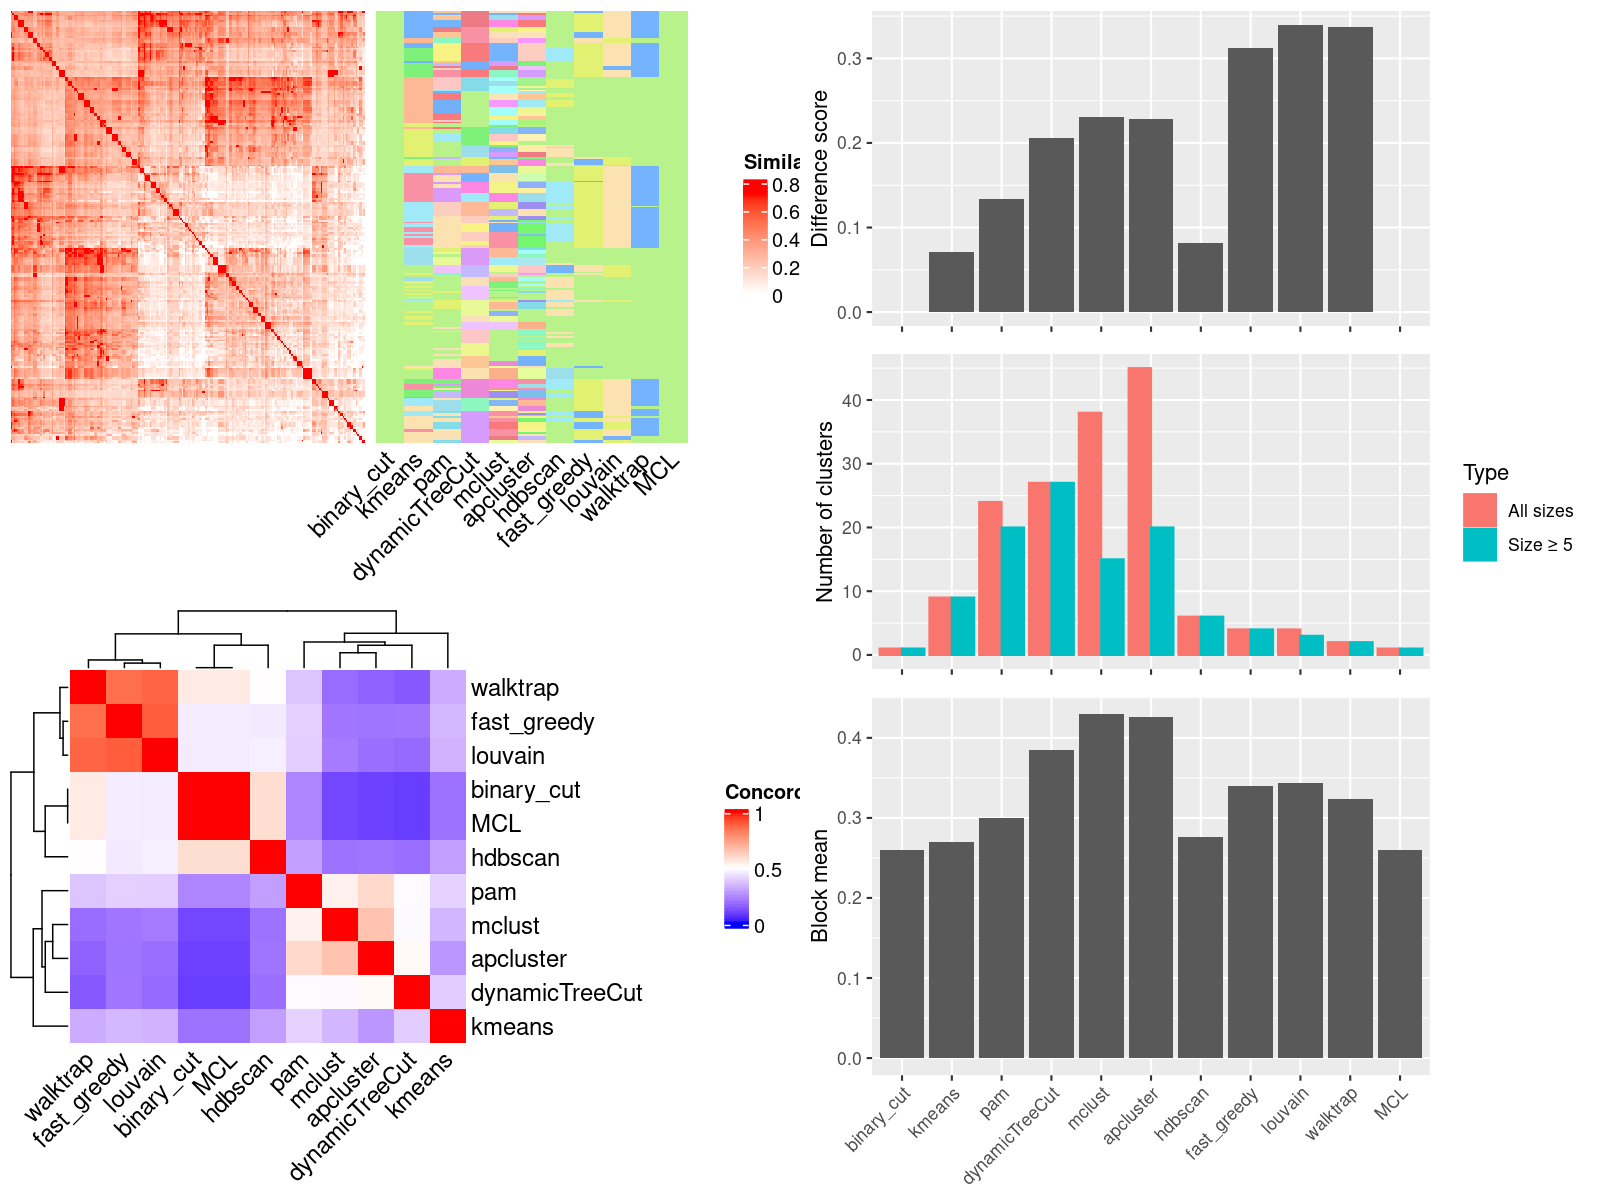 Simila
0.8
0.6
0.4
0.2
0
binary_cut
kmeans
pam
dynamicTreeCut
mclust
apcluster
hdbscan
fast_greedy
louvain
walktrap
MCL
walktrap
fast_greedy
louvain
binary_cut
MCL
hdbscan
pam
mclust
apcluster
dynamicTreeCut
kmeans
walktrap
fast_greedy
louvain
binary_cut
MCL
hdbscan
pam
mclust
apcluster
dynamicTreeCut
kmeans
Concord
1
0.5
0
Difference score
0.3
0.2
0.1
0.0
Number of clusters
40
30
20
10
0
Type
All sizes
Size ≥ 5
Block mean
0.4
0.3
0.2
0.1
0.0
binary_cut
kmeans
pam
dynamicTreeCut
mclust
apcluster
hdbscan
fast_greedy
louvain
walktrap
MCL